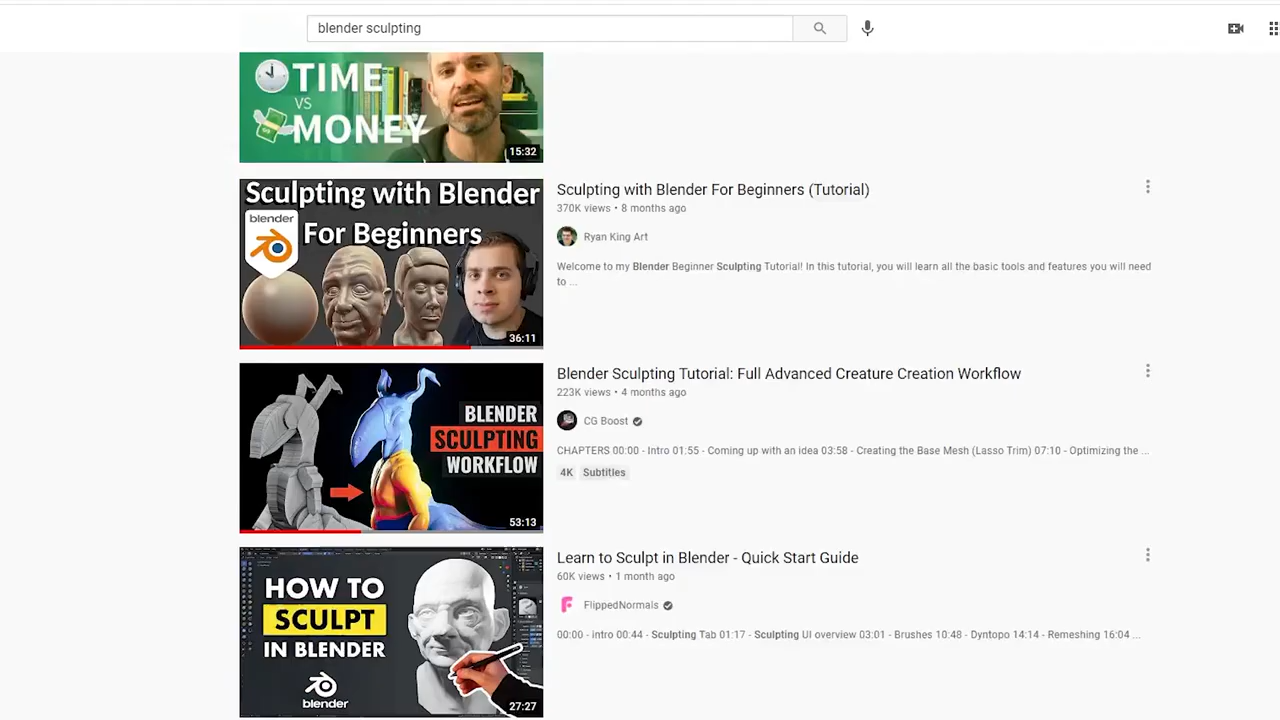 blender sculpting
TIME
VS
MONEY
15:32
Sculpting with Blender
blender
For Beginners
36:11
Sculpting with Blender For Beginners (Tutorial)
370K views • 8 months ago
Ryan King Art
Welcome to my Blender Beginner Sculpting Tutorial! In this tutorial, you will learn all the basic tools and features you will need
to ...
BLENDER
SCULPTING
WORKFLOW
53:13
Blender Sculpting Tutorial: Full Advanced Creature Creation Workflow
223K views • 4 months ago
CG Boost
CHAPTERS 00:00 - Intro 01:55 - Coming up with an idea 03:58 - Creating the Base Mesh (Lasso Trim) 07:10 - Optimizing the ...
4K Subtitles
HOW TO
SCULPT
IN BLENDER
blender
27:27
Learn to Sculpt in Blender - Quick Start Guide
60K views • 1 month ago
FlippedNormals
00:00 - intro 00:44 - Sculpting Tab 01:17 - Sculpting UI overview 03:01 - Brushes 10:48 - Dyntopo 14:14 - Remeshing 16:04 ...